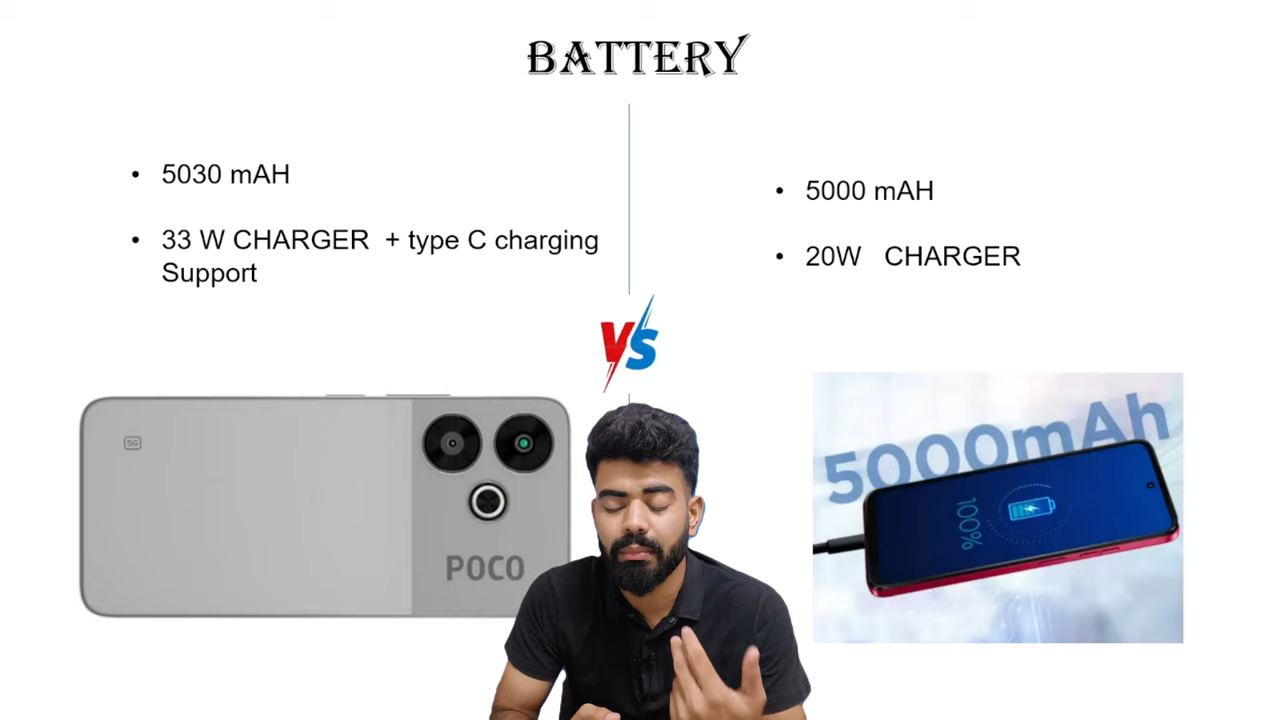 BATTERY
• 5030 mAH
• 33 W CHARGER + type C charging
Support
• 5000 mAH
• 20W CHARGER
VS
5G
POCO
5000mAh
100%